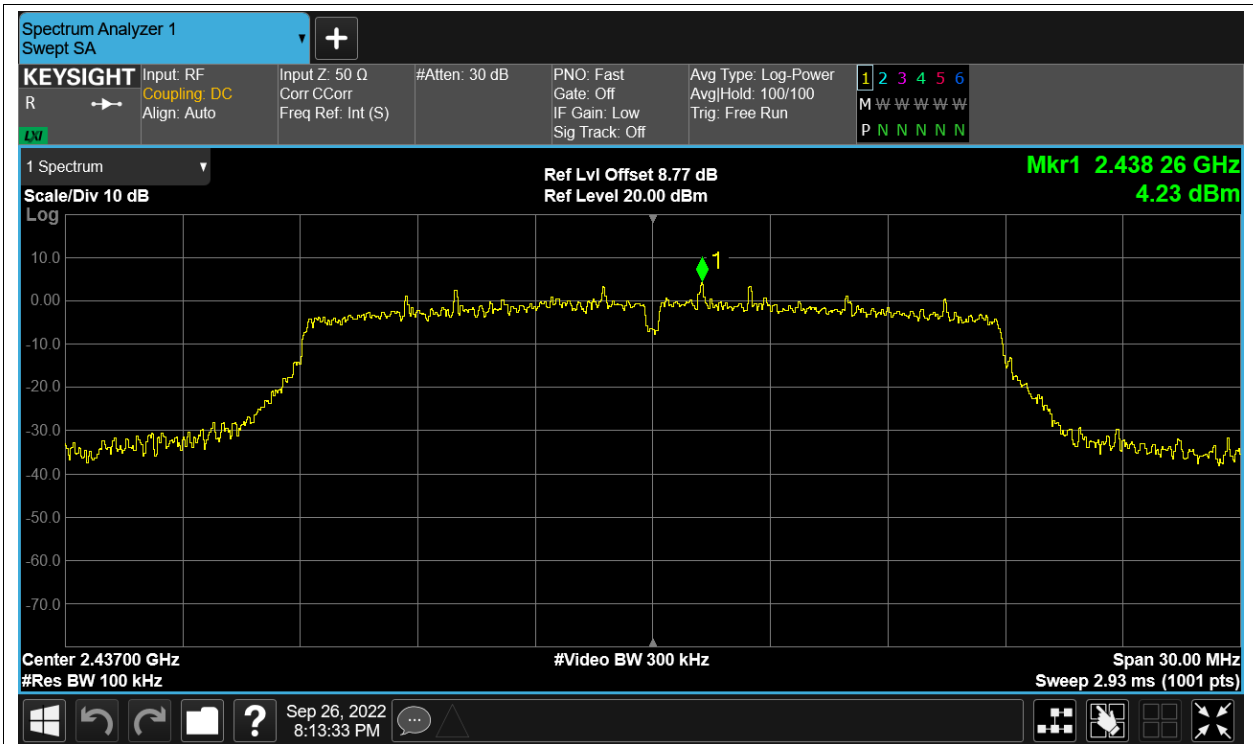 Spectrum Analyzer 1
Swept SA
KEYSIGHT
R
LXI
Input: RF
Coupling: DC
Align: Auto
Input Z: 50 Ω
Corr CCorr
Freq Ref: Int (S)
#Atten: 30 dB
PNO: Fast
Gate: Off
IF Gain: Low
Sig Track: Off
Avg Type: Log-Power
Avg|Hold: 100/100
Trig: Free Run
1 2 3 4 5 6
M W W W W W
P N N N N N
1 Spectrum
Scale/Div 10 dB
Log
Ref Lvl Offset 8.77 dB
Ref Level 20.00 dBm
Mkr1 2.438 26 GHz
4.23 dBm
1
10.0
0.00
-10.0
-20.0
-30.0
-40.0
-50.0
-60.0
-70.0
Center 2.43700 GHz
#Video BW 300 kHz
Span 30.00 MHz
#Res BW 100 kHz
Sweep 2.93 ms (1001 pts)
?
Sep 26, 2022
8:13:33 PM